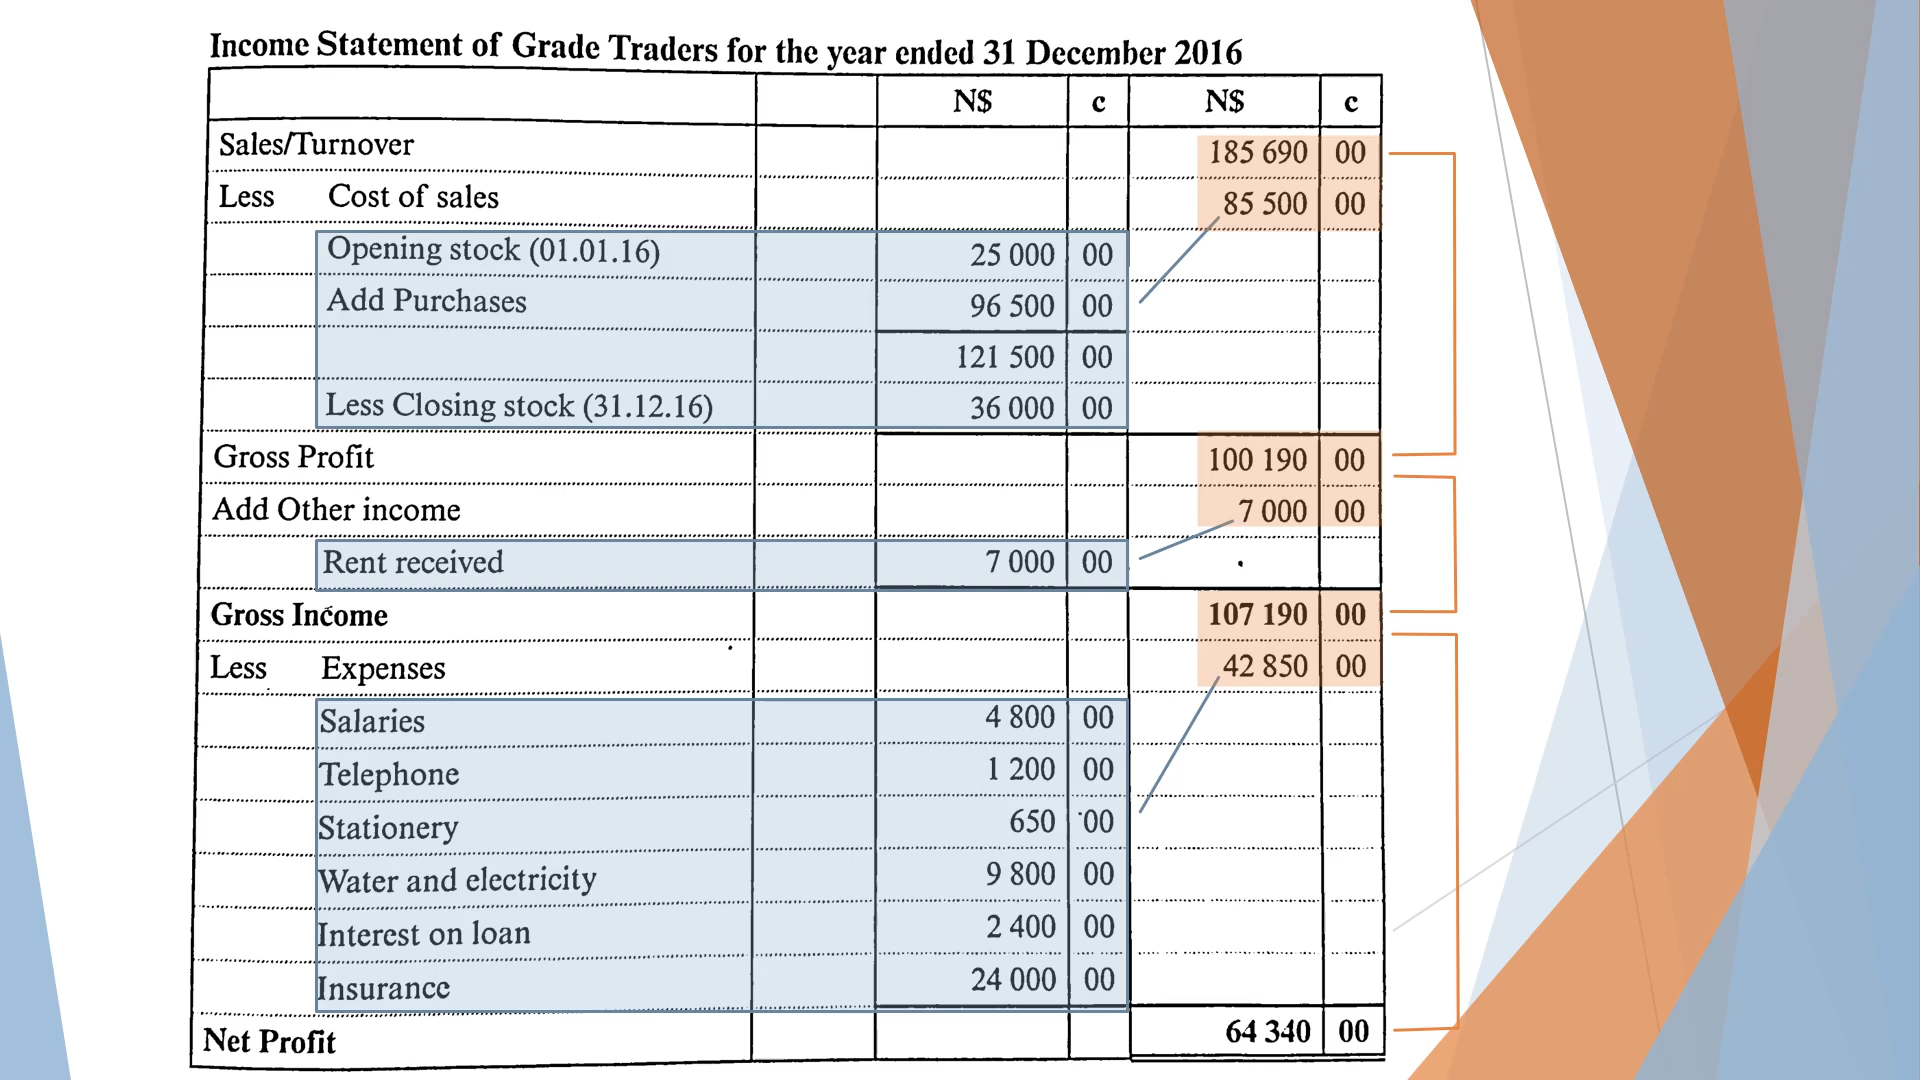 Income Statement of Grade Traders for the year ended 31 December 2016
N$ c N$ c
Sales/Turnover 185 690 00
Less Cost of sales 85 500 00
Opening stock (01.01.16) 25 000 00
Add Purchases 96 500 00
121 500 00
Less Closing stock (31.12.16) 36 000 00
Gross Profit 100 190 00
Add Other income 7 000 00
Rent received 7 000 00
Gross Income 107 190 00
Less Expenses 42 850 00
Salaries 4 800 00
Telephone 1 200 00
Stationery 650 00
Water and electricity 9 800 00
Interest on loan 2 400 00
Insurance 24 000 00
Net Profit 64 340 00